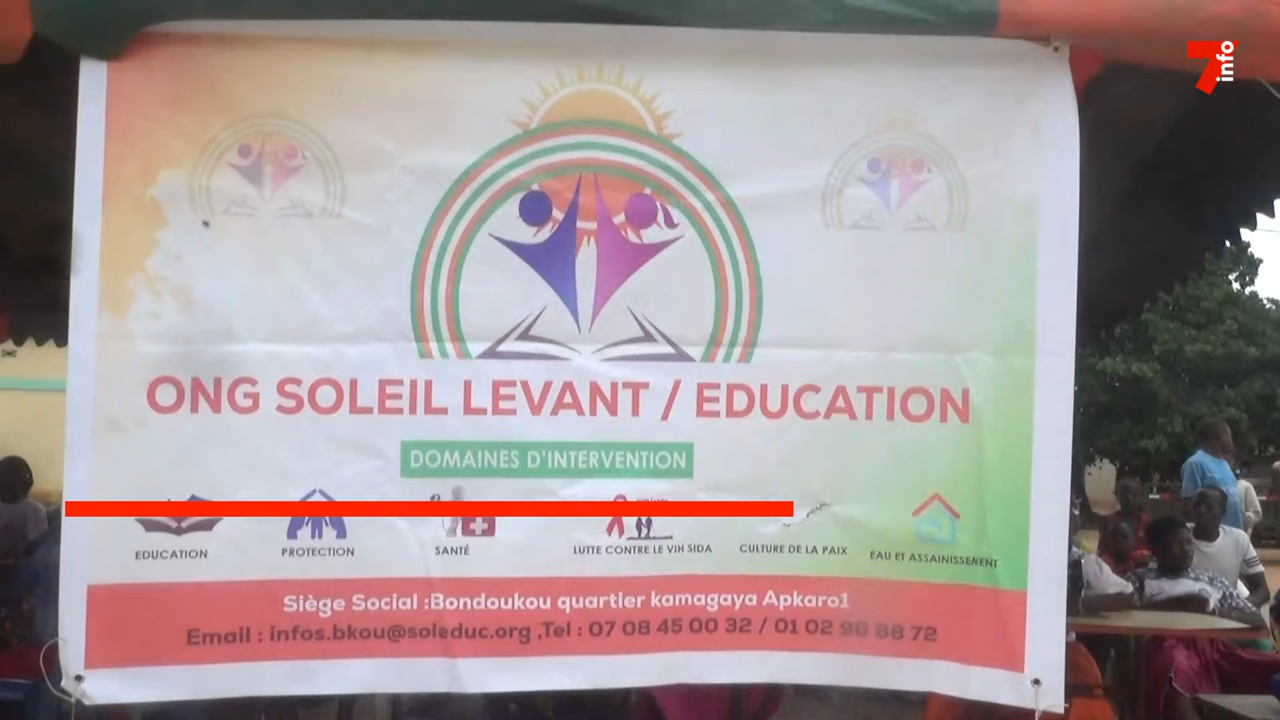 7info
ONG SOLEIL LEVANT / EDUCATION
DOMAINES D'INTERVENTION
EDUCATION
PROTECTION
SANTÉ
LUTTE CONTRE LE VIH SIDA
CULTURE DE LA PAIX
EAU ET ASSAINISSEMENT
Siège Social :Bondoukou quartier kamagaya Apkaro1
Email : infos.bkou@soleduc.org ,Tel : 07 08 45 00 32 / 01 02 96 88 72